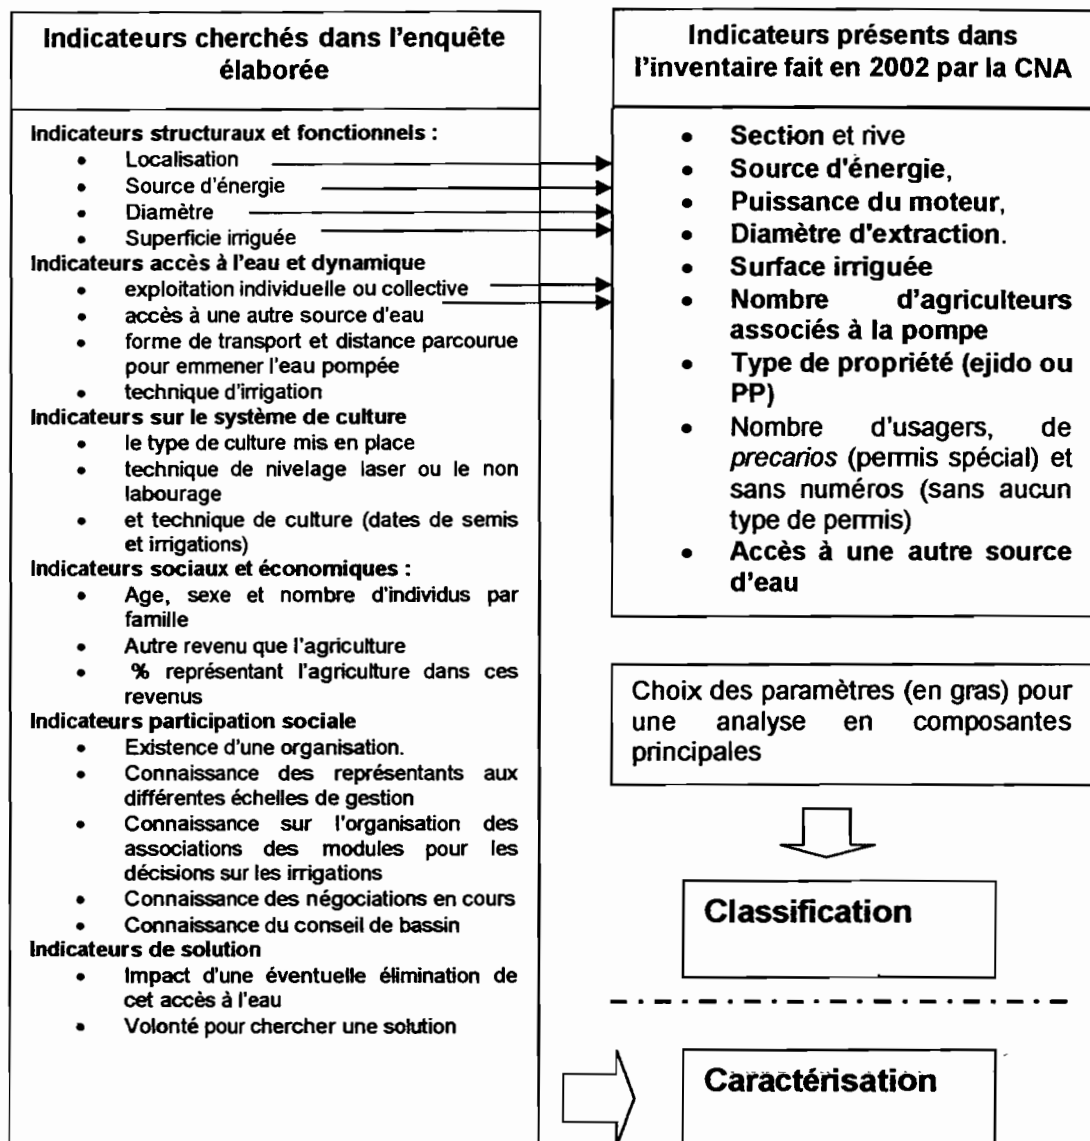 Indicateurs cherchés dans l'enquête
élaborée
Indicateurs structuraux et fonctionnels :
• Localisation
• Source d'énergie
• Diamètre
• Superficie irriguée
Indicateurs accès à l'eau et dynamique
• exploitation individuelle ou collective
• accès à une autre source d'eau
• forme de transport et distance parcourue
pour emmener l'eau pompée
• technique d'irrigation
Indicateurs sur le système de culture
• le type de culture mis en place
• technique de nivelage laser ou le non
labourage
• et technique de culture (dates de semis
et irrigations)
Indicateurs sociaux et économiques :
• Age, sexe et nombre d'individus par
famille
• Autre revenu que l'agriculture
• % représentant l'agriculture dans ces
revenus
Indicateurs participation sociale
• Existence d'une organisation.
• Connaissance des représentants aux
différentes échelles de gestion
• Connaissance sur l'organisation des
associations des modules pour les
décisions sur les irrigations
• Connaissance des négociations en cours
• Connaissance du conseil de bassin
Indicateurs de solution
• Impact d'une éventuelle élimination de
cet accès à l'eau
• Volonté pour chercher une solution
Indicateurs présents dans
l'inventaire fait en 2002 par la CNA
• Section et rive
• Source d'énergie,
• Puissance du moteur,
• Diamètre d'extraction.
• Surface irriguée
• Nombre d'agriculteurs
associés à la pompe
• Type de propriété (ejido ou
PP)
• Nombre d'usagers, de
precarios (permis spécial) et
sans numéros (sans aucun
type de permis)
• Accès à une autre source
d'eau
Choix des paramètres (en gras) pour
une analyse en composantes
principales
Classification
Caractérisation